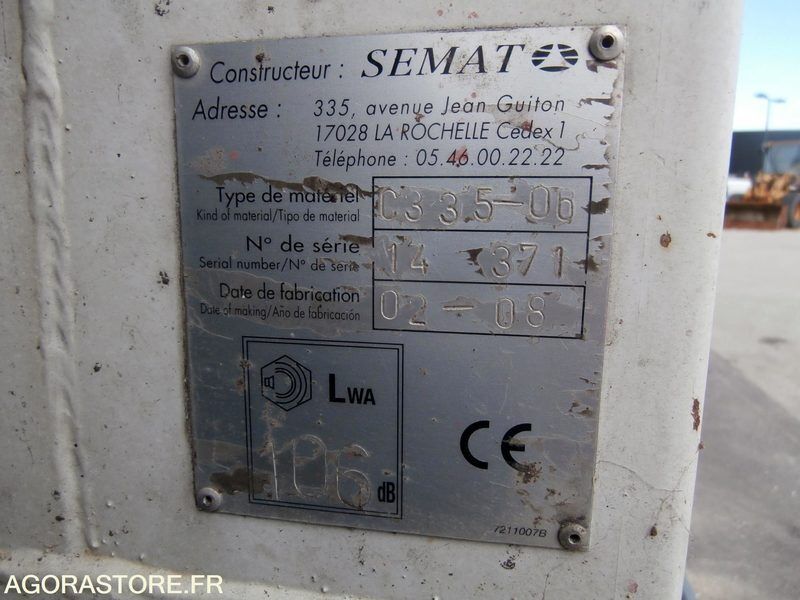 Constructeur : SEMAT
Adresse : 335, avenue Jean Guiton
17028 LA ROCHELLE Cedex 1
Téléphone : 05.46.00.22.22
Type de matériel C335-06
Kind of material/Tipo de material
N° de série 14 371
Serial number/N° de serie
Date de fabrication 02-08
Date of making/Año de fabricación
LWA
106 dB
CE
7211007B
AGORASTORE.FR